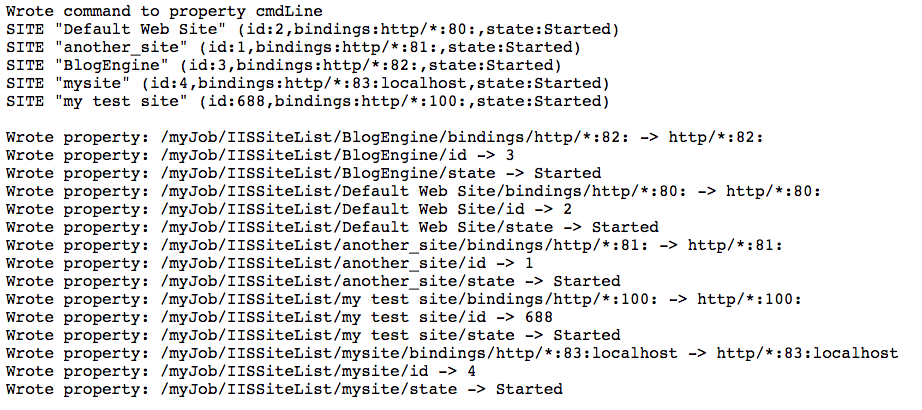 Wrote command to property cmdLine
SITE "Default Web Site" (id:2,bindings:http/*:80:,state:Started)
SITE "another_site" (id:1,bindings:http/*:81:,state:Started)
SITE "BlogEngine" (id:3,bindings:http/*:82:,state:Started)
SITE "mysite" (id:4,bindings:http/*:83:localhost,state:Started)
SITE "my test site" (id:688,bindings:http/*:100:,state:Started)
Wrote property: /myJob/IISSiteList/BlogEngine/bindings/http/*:82: -> http/*:82:
Wrote property: /myJob/IISSiteList/BlogEngine/id -> 3
Wrote property: /myJob/IISSiteList/BlogEngine/state -> Started
Wrote property: /myJob/IISSiteList/Default Web Site/bindings/http/*:80: -> http/*:80:
Wrote property: /myJob/IISSiteList/Default Web Site/id -> 2
Wrote property: /myJob/IISSiteList/Default Web Site/state -> Started
Wrote property: /myJob/IISSiteList/another_site/bindings/http/*:81: -> http/*:81:
Wrote property: /myJob/IISSiteList/another_site/id -> 1
Wrote property: /myJob/IISSiteList/another_site/state -> Started
Wrote property: /myJob/IISSiteList/my test site/bindings/http/*:100: -> http/*:100:
Wrote property: /myJob/IISSiteList/my test site/id -> 688
Wrote property: /myJob/IISSiteList/my test site/state -> Started
Wrote property: /myJob/IISSiteList/mysite/bindings/http/*:83:localhost -> http/*:83:localhost
Wrote property: /myJob/IISSiteList/mysite/id -> 4
Wrote property: /myJob/IISSiteList/mysite/state -> Started